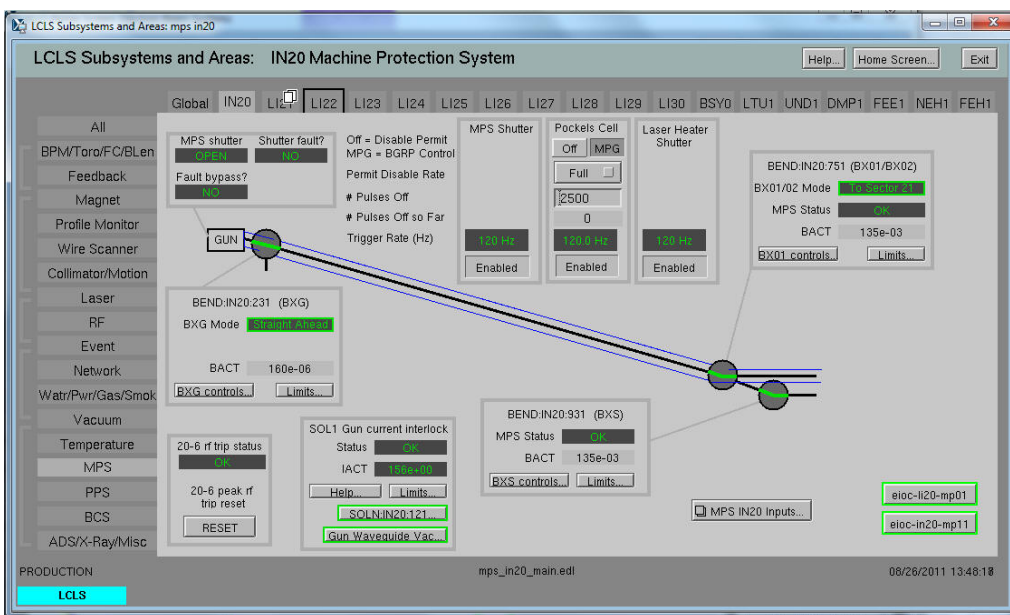 LCLS Subsystems and Areas: mps in20
LCLS Subsystems and Areas: IN20 Machine Protection System
Help... Home Screen... Exit
Global IN20 LI22 LI23 LI24 LI25 LI26 LI27 LI28 LI29 LI30 BSY0 LTU1 UND1 DMP1 FEE1 NEH1 FEH1
All
BPM/Toro/FC/BLen
Feedback
Magnet
Profile Monitor
Wire Scanner
Collimator/Motion
Laser
RF
Event
Network
Watr/Pwr/Gas/Smok
Vacuum
Temperature
MPS
PPS
BCS
ADS/X-Ray/Misc
MPS shutter Shutter fault?
OPEN NO
Fault bypass?
NO
Off = Disable Permit
MPG = BGRP Control
Permit Disable Rate
# Pulses Off
# Pulses Off so Far
Trigger Rate (Hz)
MPS Shutter
120 Hz
Enabled
Pockels Cell
Off MPG
Full
2500
0
120.0 Hz
Enabled
Laser Heater
Shutter
120 Hz
Enabled
BEND:IN20:751 (BX01/BX02)
BX01/02 Mode To Sector 21
MPS Status OK
BACT 135e-03
BX01 controls... Limits...
GUN
BEND:IN20:231 (BXG)
BXG Mode Straight Ahead
BACT 160e-06
BXG controls... Limits...
BEND:IN20:931 (BXS)
MPS Status OK
BACT 135e-03
BXS controls... Limits...
20-6 rf trip status
OK
20-6 peak rf
trip reset
RESET
SOL1 Gun current interlock
Status OK
IACT 156e+00
Help... Limits...
SOLN:IN20:121...
Gun Waveguide Vac...
MPS IN20 Inputs...
eioc-li20-mp01
eioc-in20-mp11
PRODUCTION
mps_in20_main.edl
LCLS